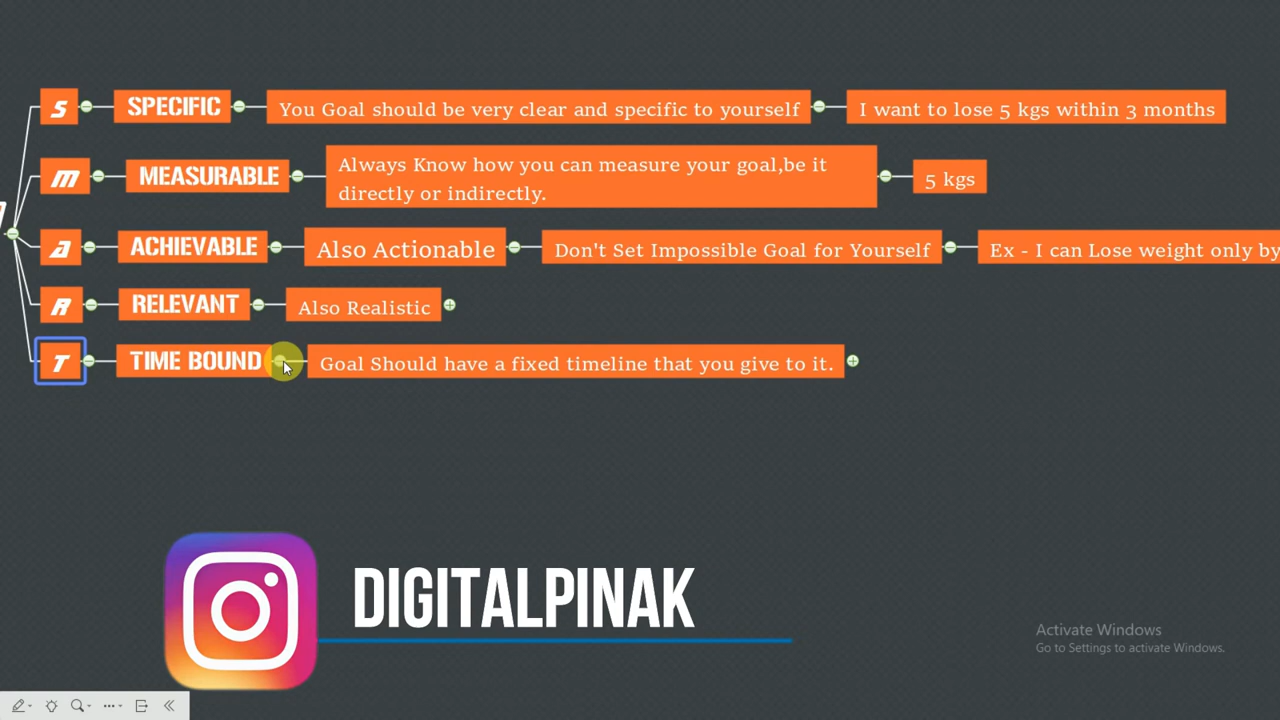 S SPECIFIC You Goal should be very clear and specific to yourself I want to lose 5 kgs within 3 months
M MEASURABLE Always Know how you can measure your goal,be it
directly or indirectly. 5 kgs
A ACHIEVABLE Also Actionable Don't Set Impossible Goal for Yourself Ex - I can Lose weight only by
R RELEVANT Also Realistic
T TIME BOUND Goal Should have a fixed timeline that you give to it.
DIGITALPINAK
Activate Windows
Go to Settings to activate Windows.